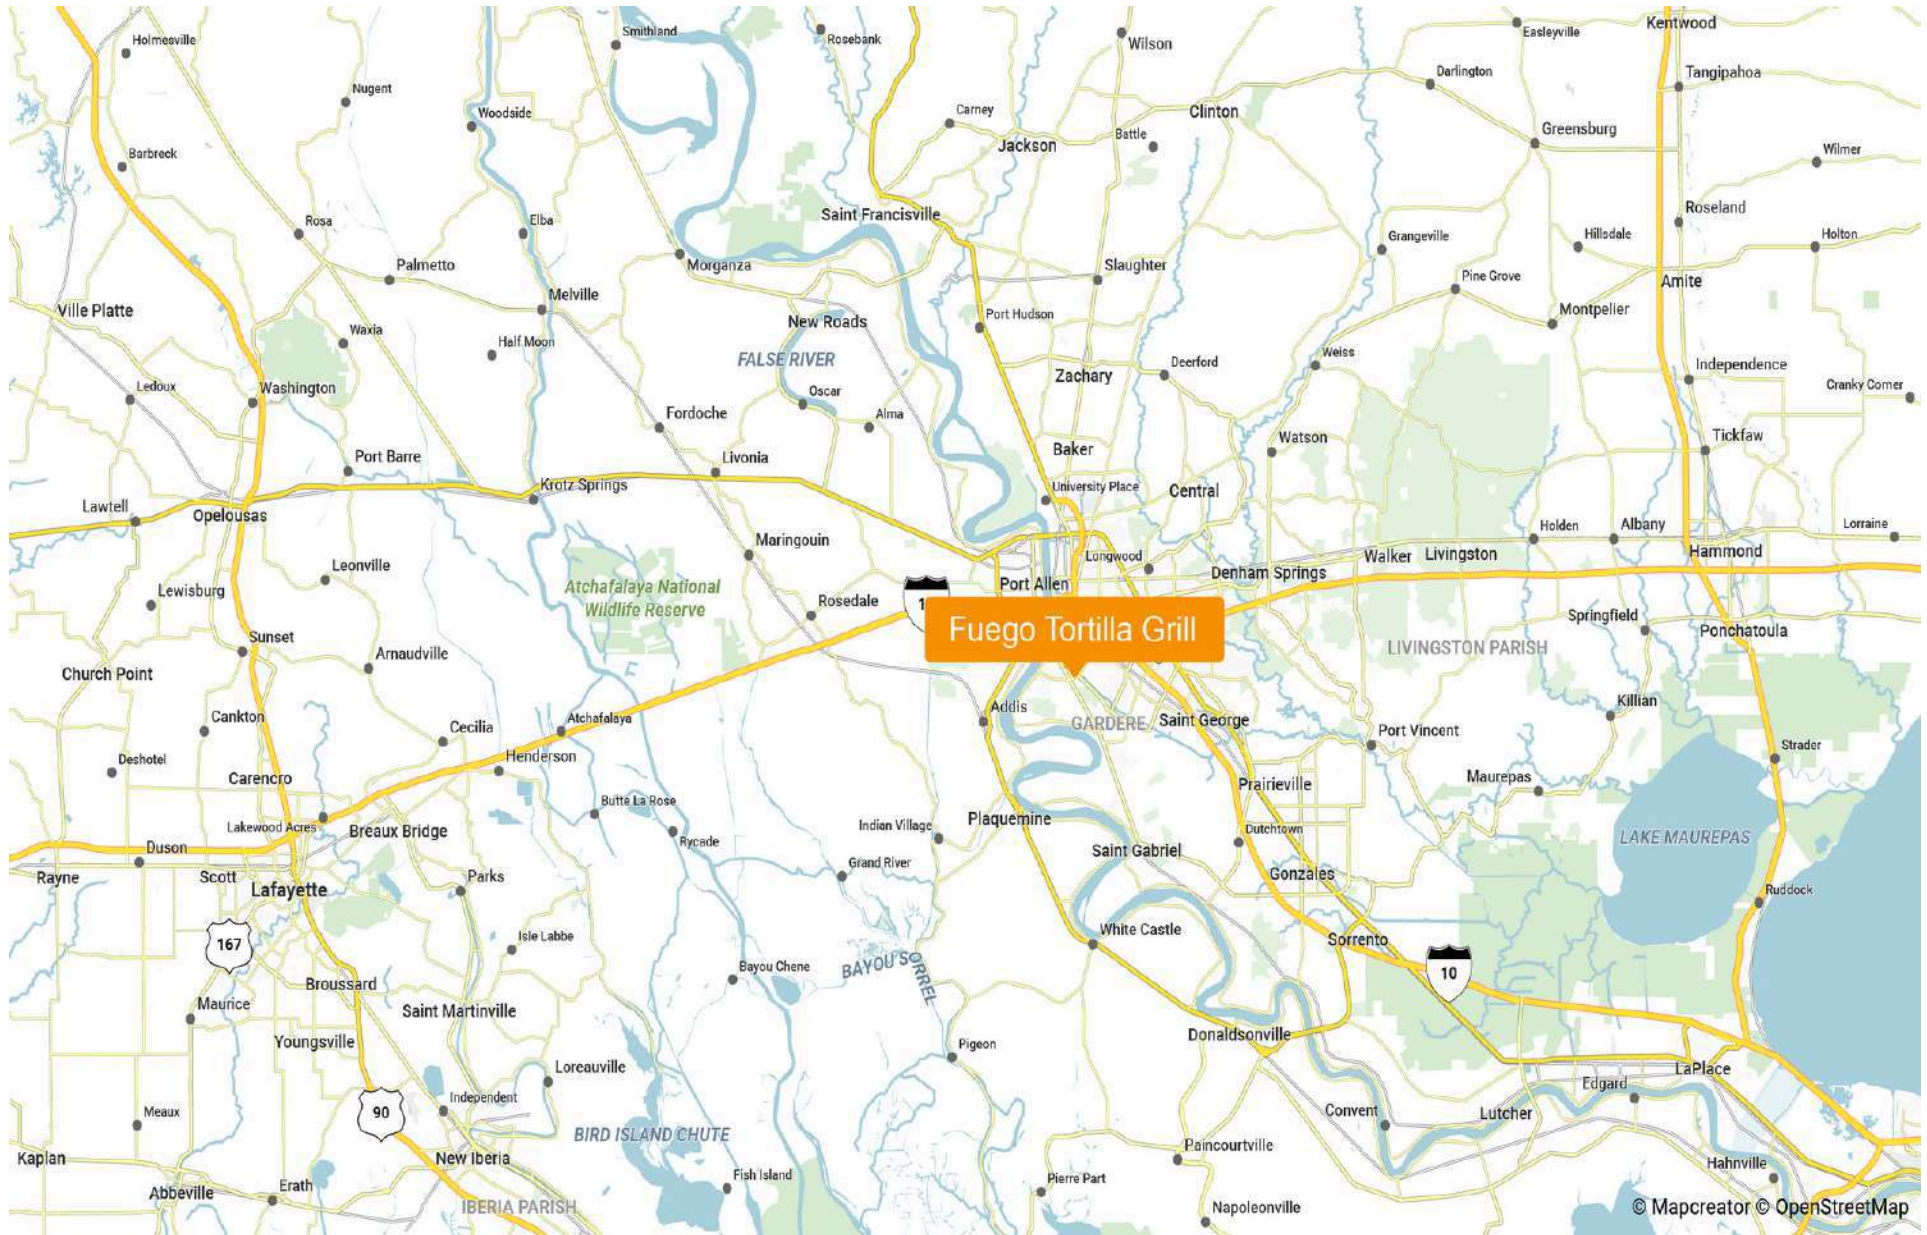 Holmesville
Smithland
Rosebank
Wilson
Easleyville
Kentwood
Nugent
Darlington
Tangipahoa
Woodside
Carney
Clinton
Battle
Jackson
Greensburg
Barbreck
Wilmer
Rosa
Elba
Saint Francisville
Roseland
Palmetto
Morganza
Slaughter
Grangeville
Hillsdale
Holton
Pine Grove
Amite
Ville Platte
Melville
New Roads
Port Hudson
Montpelier
Waxia
Half Moon
FALSE RIVER
Deerford
Weiss
Independence
Ledoux
Washington
Zachary
Cranky Corner
Oscar
Fordoche
Alma
Watson
Tickfaw
Port Barre
Livonia
Baker
Krotz Springs
University Place
Central
Lawtell
Opelousas
Holden
Albany
Lorraine
Maringouin
Longwood
Walker
Livingston
Hammond
Leonville
Port Allen
Denham Springs
Lewisburg
Atchafalaya National
Wildlife Reserve
Rosedale
Fuego Tortilla Grill
Springfield
Ponchatoula
Sunset
LIVINGSTON PARISH
Church Point
Arnaudville
Killian
Cankton
Cecilia
Atchafalaya
Addis
GARDERE
Saint George
Port Vincent
Deshotel
Henderson
Strader
Carencro
Maurepas
Prairieville
Butte La Rose
Lakewood Acres
Breaux Bridge
Indian Village
Plaquemine
Dutchtown
LAKE MAUREPAS
Duson
Rycade
Saint Gabriel
Rayne
Scott
Lafayette
Parks
Grand River
Gonzales
Ruddock
167
Isle Labbe
White Castle
Sorrento
Bayou Chene
BAYOU SORREL
10
Broussard
Maurice
Saint Martinville
Youngsville
Donaldsonville
Pigeon
Loreauville
LaPlace
Edgard
Independent
90
Meaux
Convent
Lutcher
BIRD ISLAND CHUTE
Paincourtville
Kaplan
New Iberia
Hahnville
Abbeville
Erath
Fish Island
Pierre Part
IBERIA PARISH
Napoleonville
© Mapcreator © OpenStreetMap